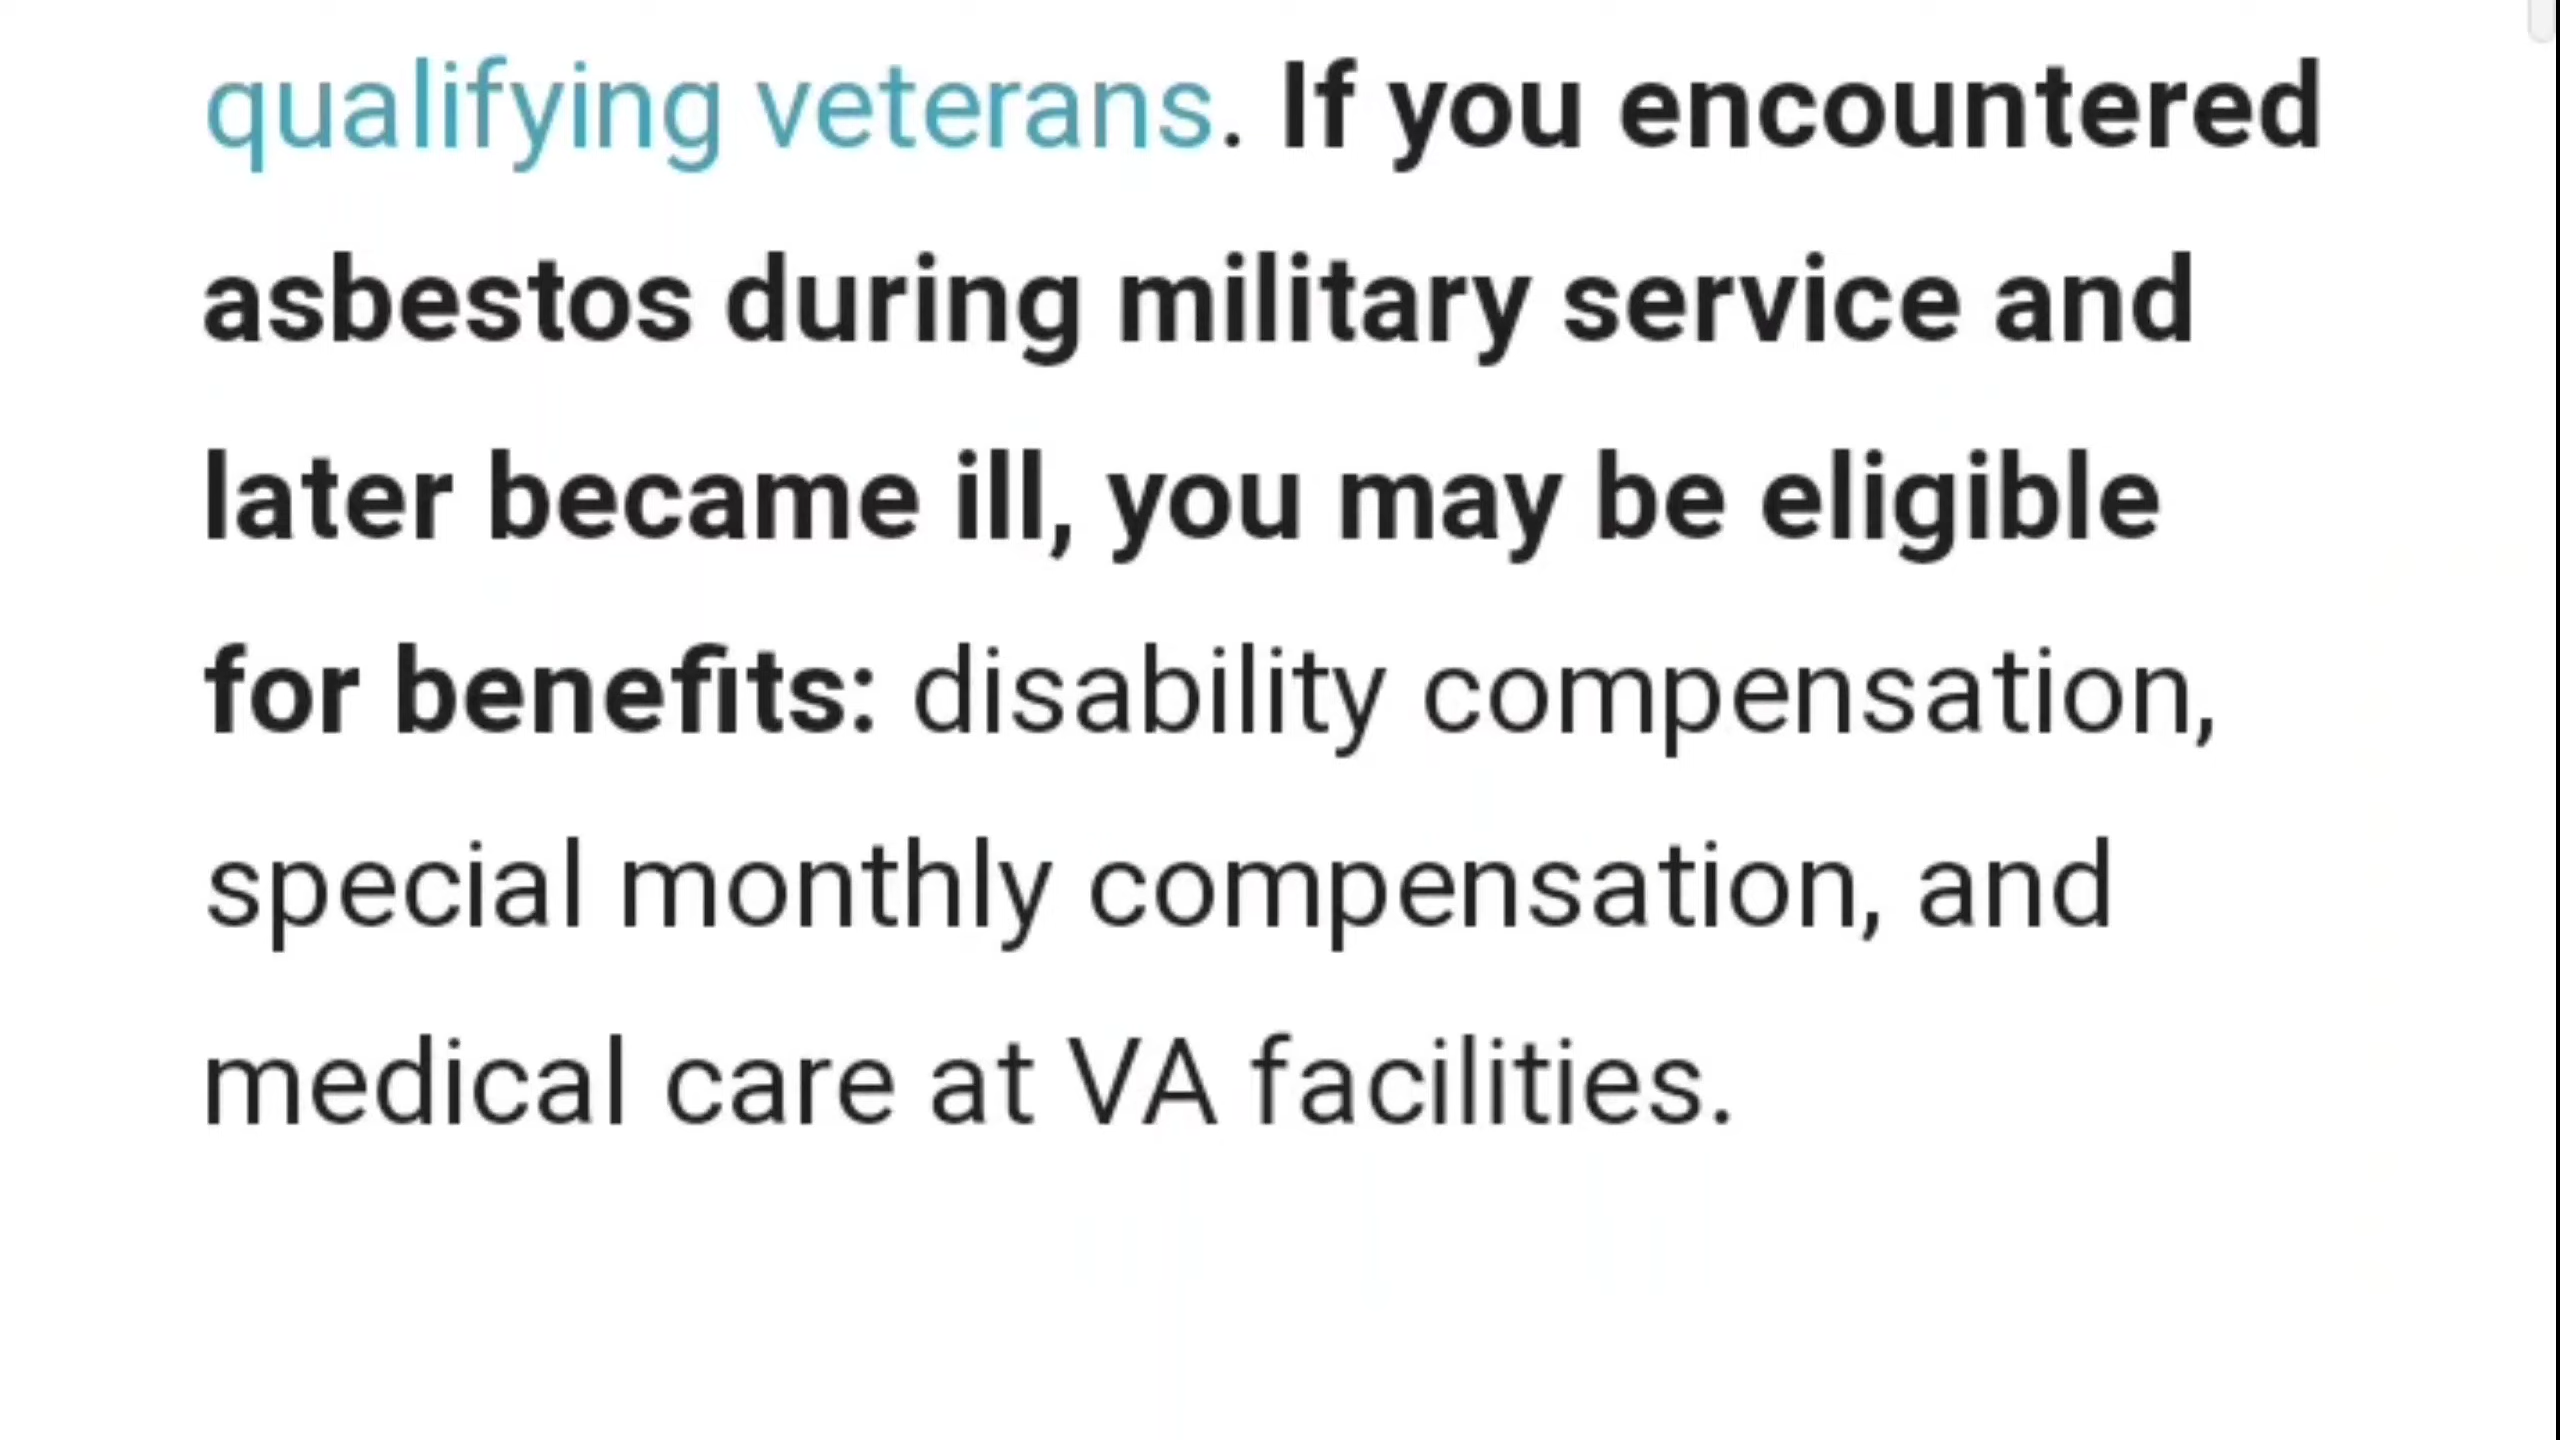 qualifying veterans. If you encountered
asbestos during military service and
later became ill, you may be eligible
for benefits: disability compensation,
special monthly compensation, and
medical care at VA facilities.